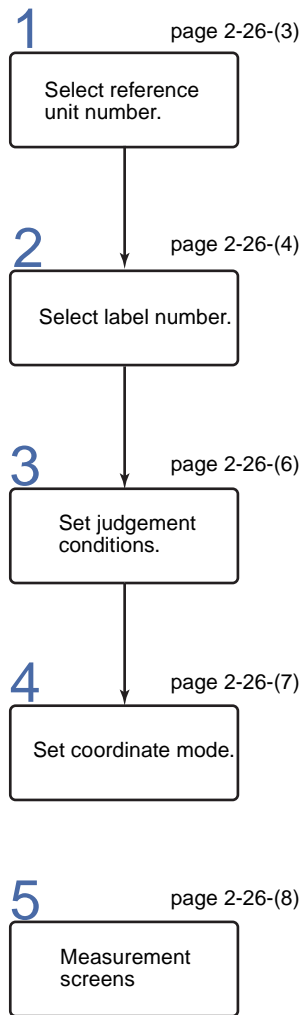 1
page 2-26-(3)
Select reference
unit number.
2
page 2-26-(4)
Select label number.
3
page 2-26-(6)
Set judgement
conditions.
4
page 2-26-(7)
Set coordinate mode.
5
page 2-26-(8)
Measurement
screens